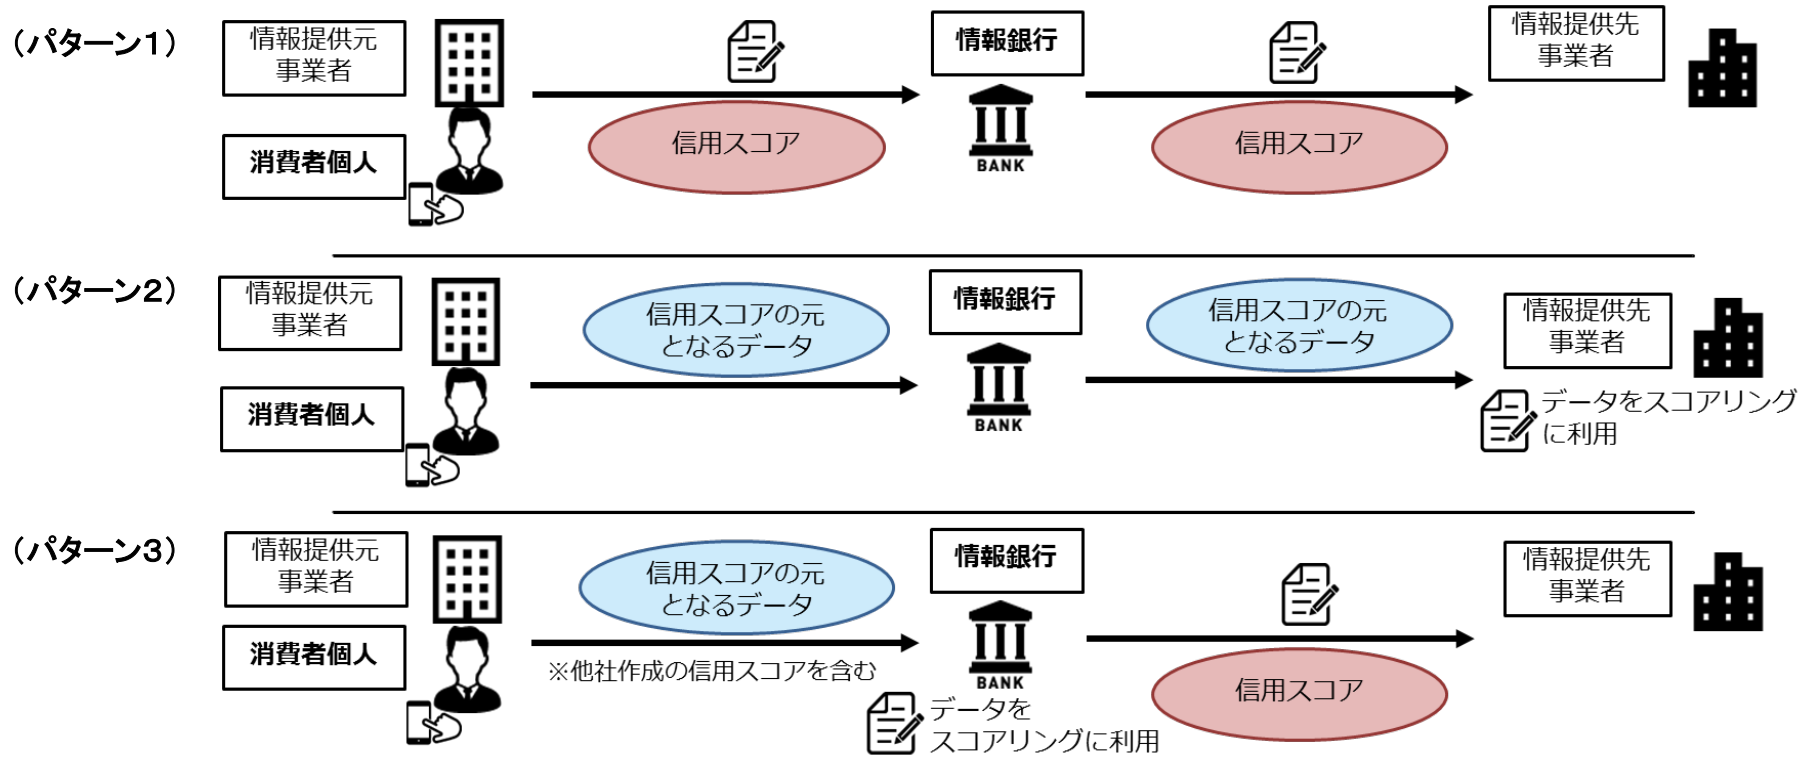 （パターン１）
情報提供元
事業者
消費者個人
信用スコア
情報銀行
BANK
信用スコア
情報提供先
事業者
（パターン２）
情報提供元
事業者
消費者個人
信用スコアの元
となるデータ
情報銀行
BANK
信用スコアの元
となるデータ
情報提供先
事業者
データをスコアリング
に利用
（パターン３）
情報提供元
事業者
消費者個人
信用スコアの元
となるデータ
※他社作成の信用スコアを含む
情報銀行
BANK
データを
スコアリングに利用
信用スコア
情報提供先
事業者